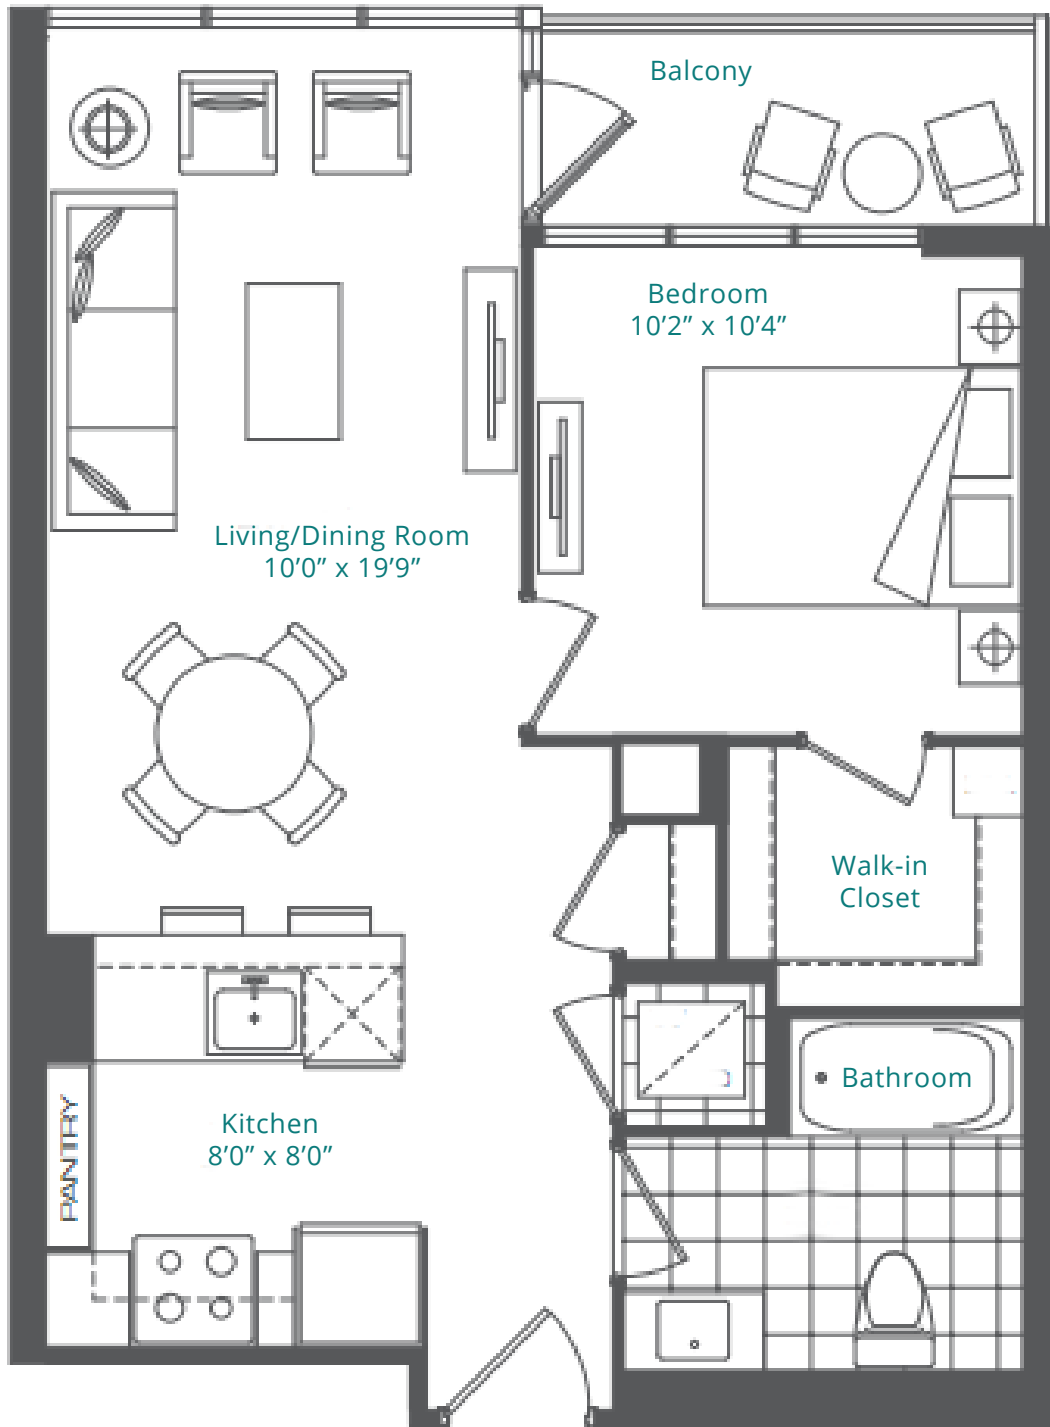 Balcony
Bedroom
10’2” x 10’4”
Living/Dining Room
10’0” x 19’9”
Walk-in
Closet
Bathroom
Kitchen
8’0” x 8’0”
PANTRY